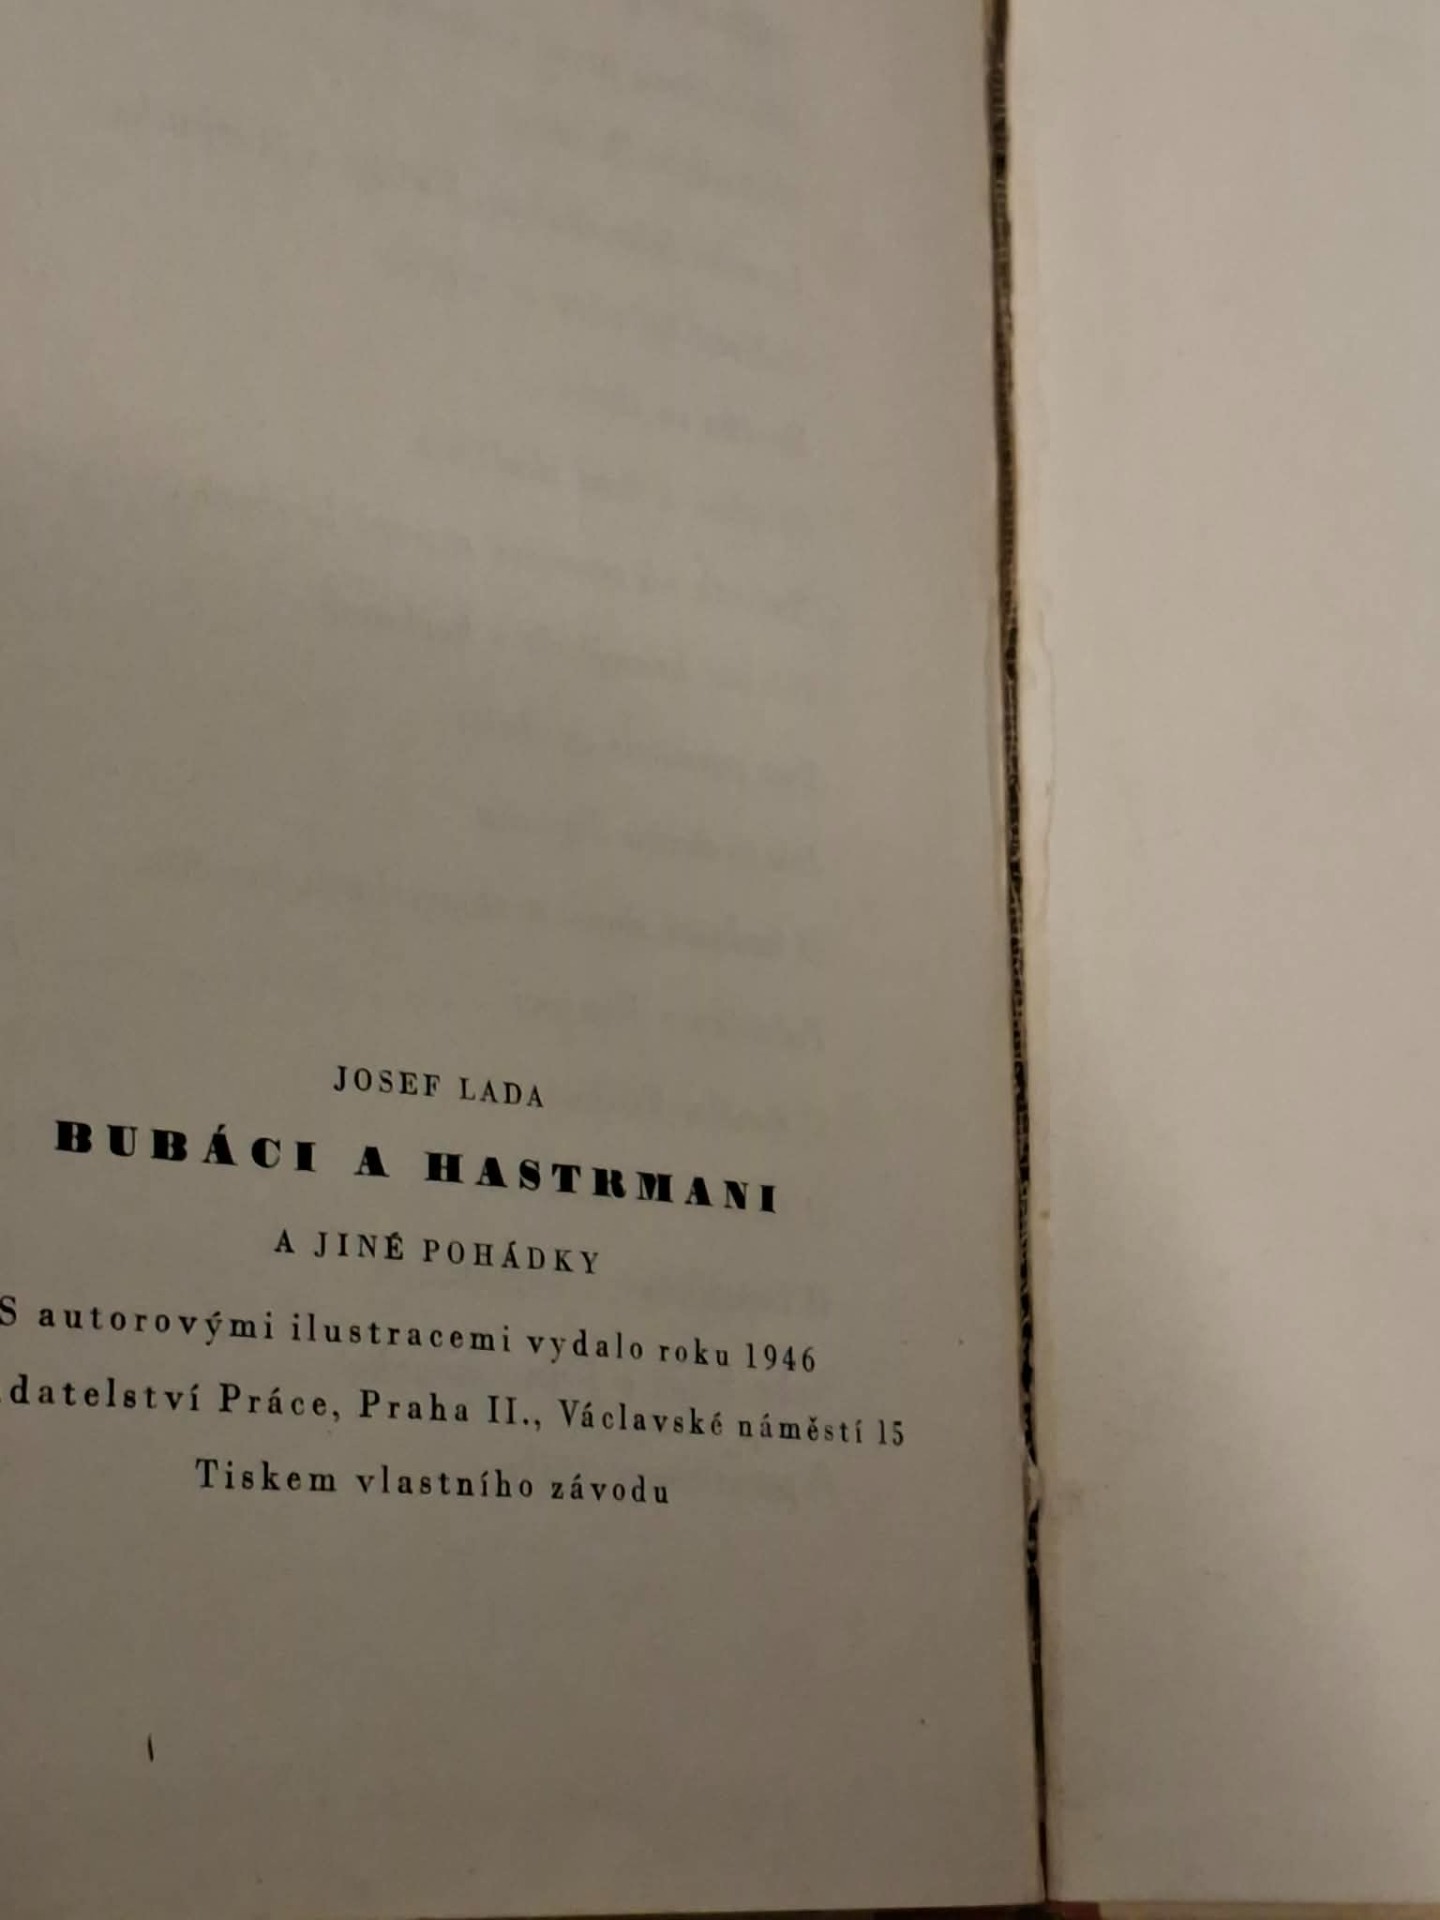 JOSEF LADA
BUBÁCI A HASTRMANI
A JINÉ POHÁDKY
S autorovými ilustracemi vydalo roku 1946
datelství Práce, Praha II., Václavské náměstí 15
Tiskem vlastního závodu